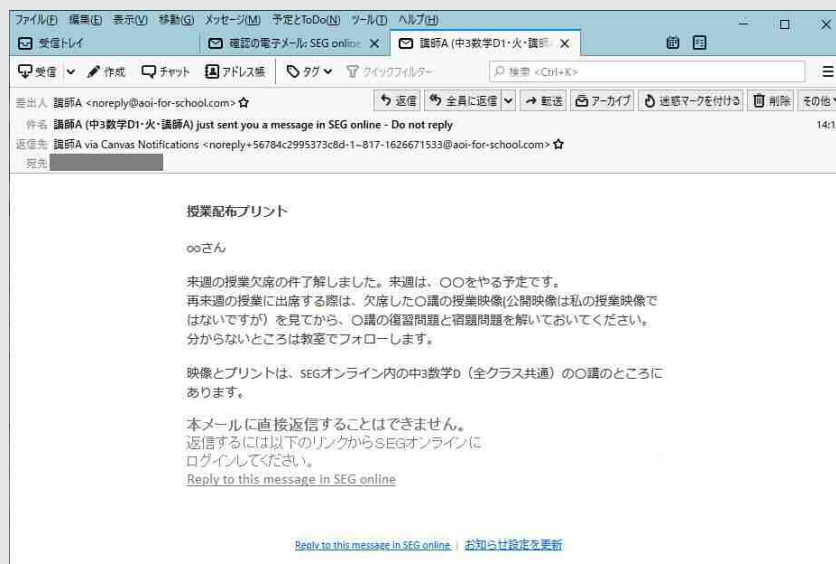 ファイル(F) 編集(E) 表示(V) 移動(G) メッセージ(M) 予定とToDo(N) ツール(T) ヘルプ(H)
受信トレイ 確認の電子メール: SEG online 講師A (中3数学D1・火・講師
受信 作成 チャット アドレス帳 タグ クイックフィルター 検索 <Ctrl+K>
差出人 講師A <noreply@aoi-for-school.com> 返信 全員に返信 転送 アーカイブ 迷惑マークを付ける 削除 その他
件名 講師A (中3数学D1・火・講師A) just sent you a message in SEG online - Do not reply 14:1
返信先 講師A via Canvas Notifications <noreply+56784c2995373c8d-1~817-1626671533@aoi-for-school.com>
宛先
授業配布プリント
∞さん
来週の授業欠席の件了解しました。来週は、〇〇をやる予定です。
再来週の授業に出席する際は、欠席した〇講の授業映像(公開映像は私の授業映像で
はないですが）を見てから、〇講の復習問題と宿題問題を解いておいてください。
分からないところは教室でフォローします。
映像とプリントは、SEGオンライン内の中3数学D（全クラス共通）の〇講のところに
あります。
本メールに直接返信することはできません。
返信するには以下のリンクからSEGオンラインに
ログインしてください。
Reply to this message in SEG online
Reply to this message in SEG online | お知らせ設定を更新